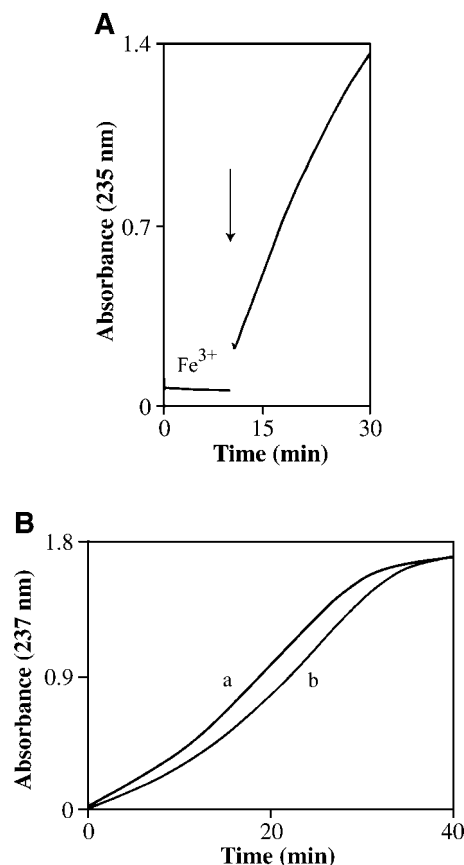 A
1.4
0.7
0
Absorbance (235 nm)
Fe3+
0 15 30
Time (min)
B
1.8
0.9
0
Absorbance (237 nm)
a b
0 20 40
Time (min)